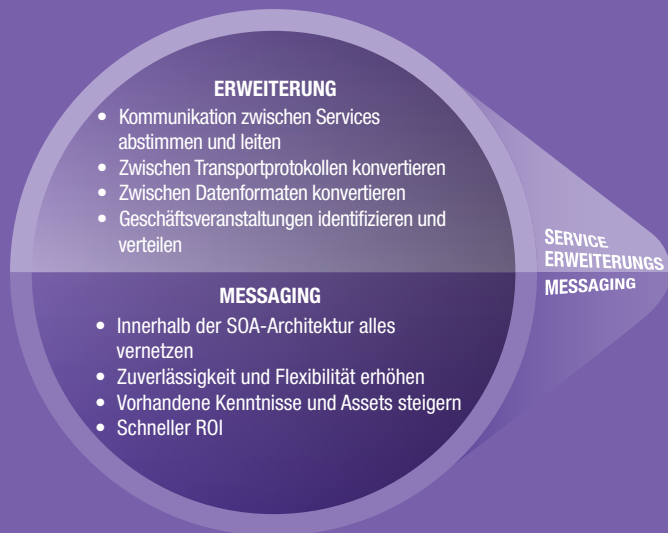 ERWEITERUNG
• Kommunikation zwischen Services
abstimmen und leiten
• Zwischen Transportprotokollen konvertieren
• Zwischen Datenformaten konvertieren
• Geschäftsveranstaltungen identifizieren und
verteilen
MESSAGING
• Innerhalb der SOA-Architektur alles
vernetzen
• Zuverlässigkeit und Flexibilität erhöhen
• Vorhandene Kenntnisse und Assets steigern
• Schneller ROI
SERVICE
ERWEITERUNGS
MESSAGING